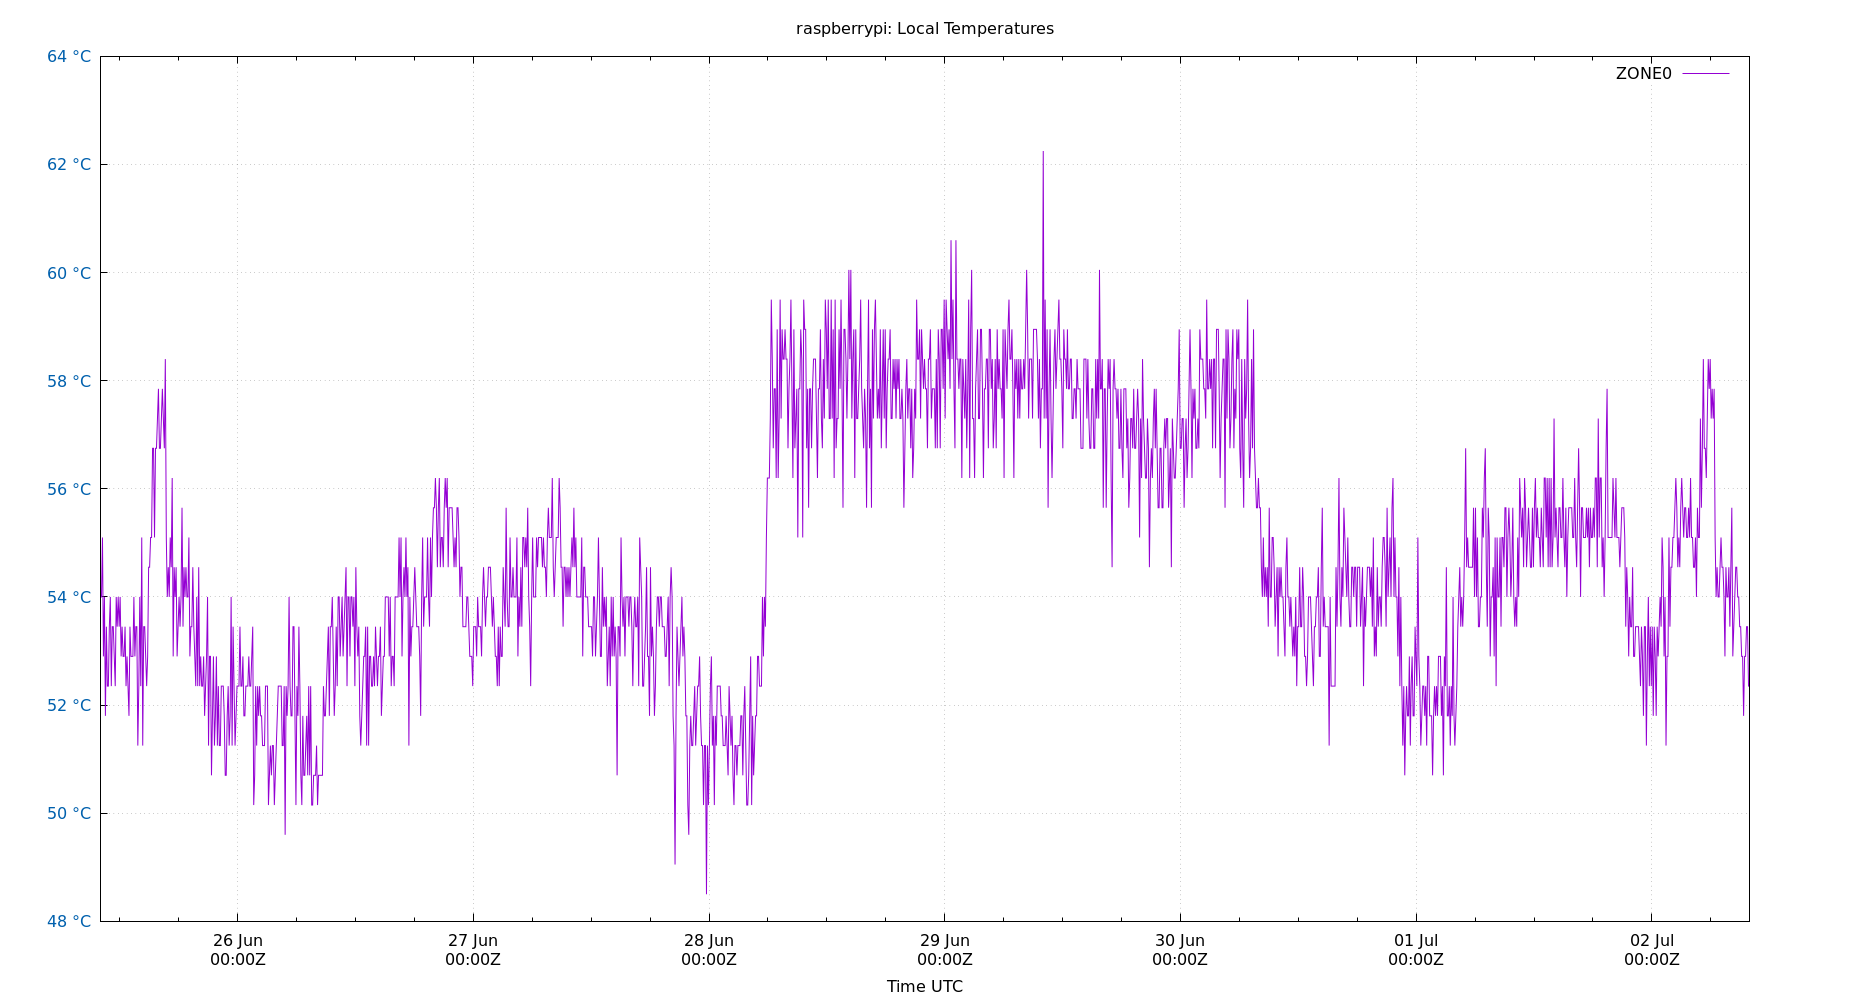 raspberrypi: Local Temperatures
64 °C
ZONE0
62 °C
60 °C
58 °C
56 °C
54 °C
52 °C
50 °C
48 °C
26 Jun 27 Jun 28 Jun 29 Jun 30 Jun 01 Jul 02 Jul
00:00Z 00:00Z 00:00Z 00:00Z 00:00Z 00:00Z 00:00Z
Time UTC